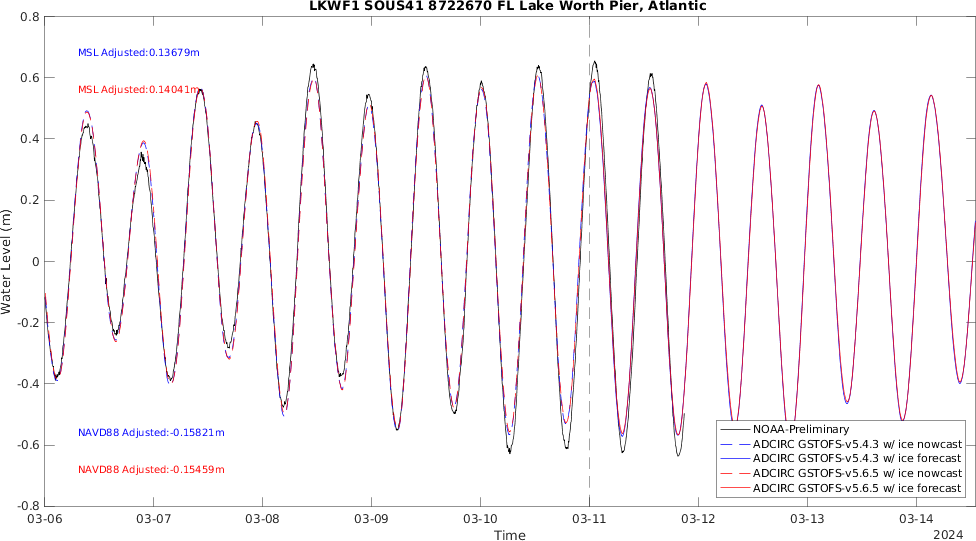 LKWF1 SOUS41 8722670 FL Lake Worth Pier, Atlantic
0.8
MSL Adjusted:0.13679m
0.6
MSL Adjusted:0.14041m
0.4
0.2
0
Water Level (m)
-0.2
-0.4
NAVD88 Adjusted:-0.15821m
NOAA-Preliminary
-0.6
ADCIRC GSTOFS-v5.4.3 w/ ice nowcast
ADCIRC GSTOFS-v5.4.3 w/ ice forecast
NAVD88 Adjusted:-0.15459m
ADCIRC GSTOFS-v5.6.5 w/ ice nowcast
ADCIRC GSTOFS-v5.6.5 w/ ice forecast
-0.8
03-06 03-07 03-08 03-09 03-10 03-11 03-12 03-13 03-14
Time
2024